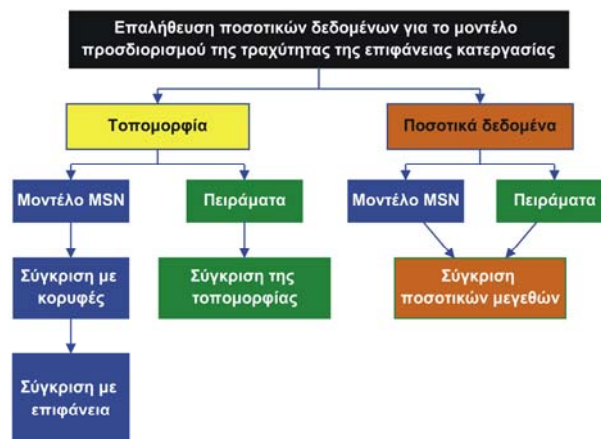 Επαλήθευση ποσοτικών δεδομένων για το μοντέλο
προσδιορισμού της τραχύτητας της επιφάνειας κατεργασίας
Τοπομορφία
Ποσοτικά δεδομένα
Μοντέλο MSN
Πειράματα
Μοντέλο MSN
Πειράματα
Σύγκριση με
κορυφές
Σύγκριση της
τοπομορφίας
Σύγκριση
ποσοτικών μεγεθών
Σύγκριση με
επιφάνεια